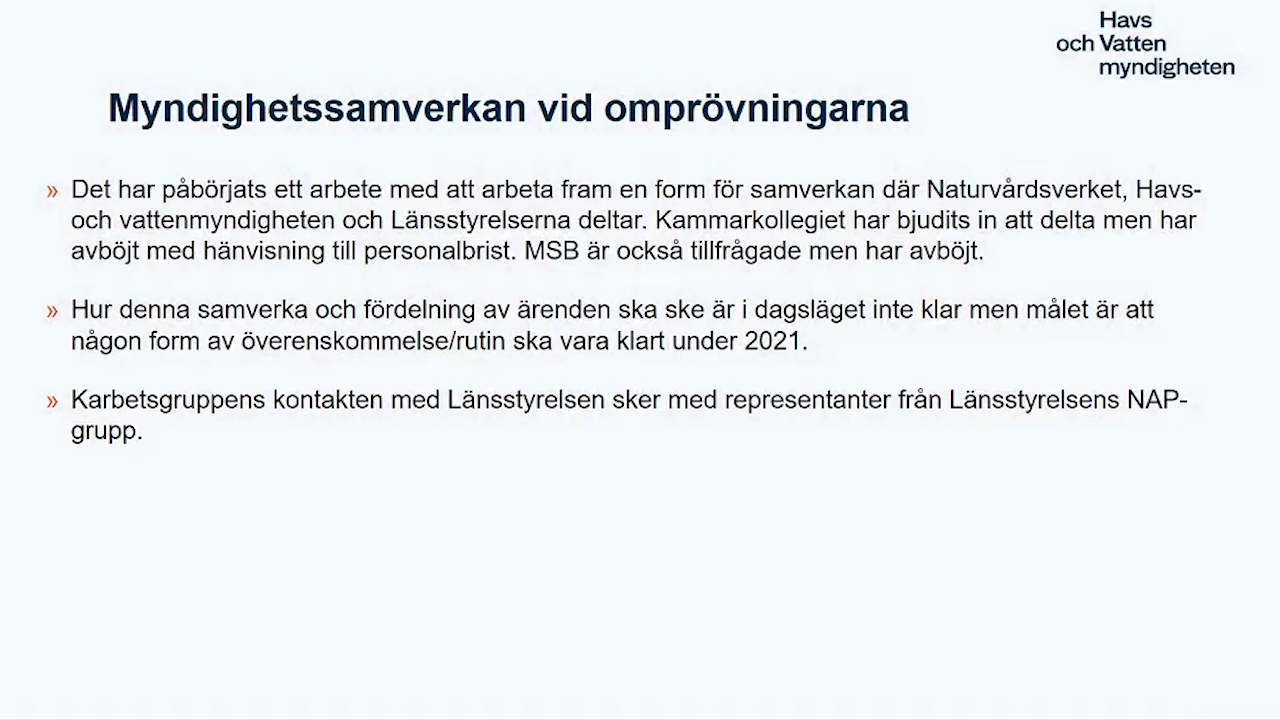 Havs
och Vatten
myndigheten
Myndighetssamverkan vid omprövningarna
» Det har påbörjats ett arbete med att arbeta fram en form för samverkan där Naturvårdsverket, Havs-
och vattenmyndigheten och Länsstyrelserna deltar. Kammarkollegiet har bjudits in att delta men har
avböjt med hänvisning till personalbrist. MSB är också tillfrågade men har avböjt.
» Hur denna samverka och fördelning av ärenden ska ske är i dagsläget inte klar men målet är att
någon form av överenskommelse/rutin ska vara klart under 2021.
» Karbetsgruppens kontakten med Länsstyrelsen sker med representanter från Länsstyrelsens NAP-
grupp.